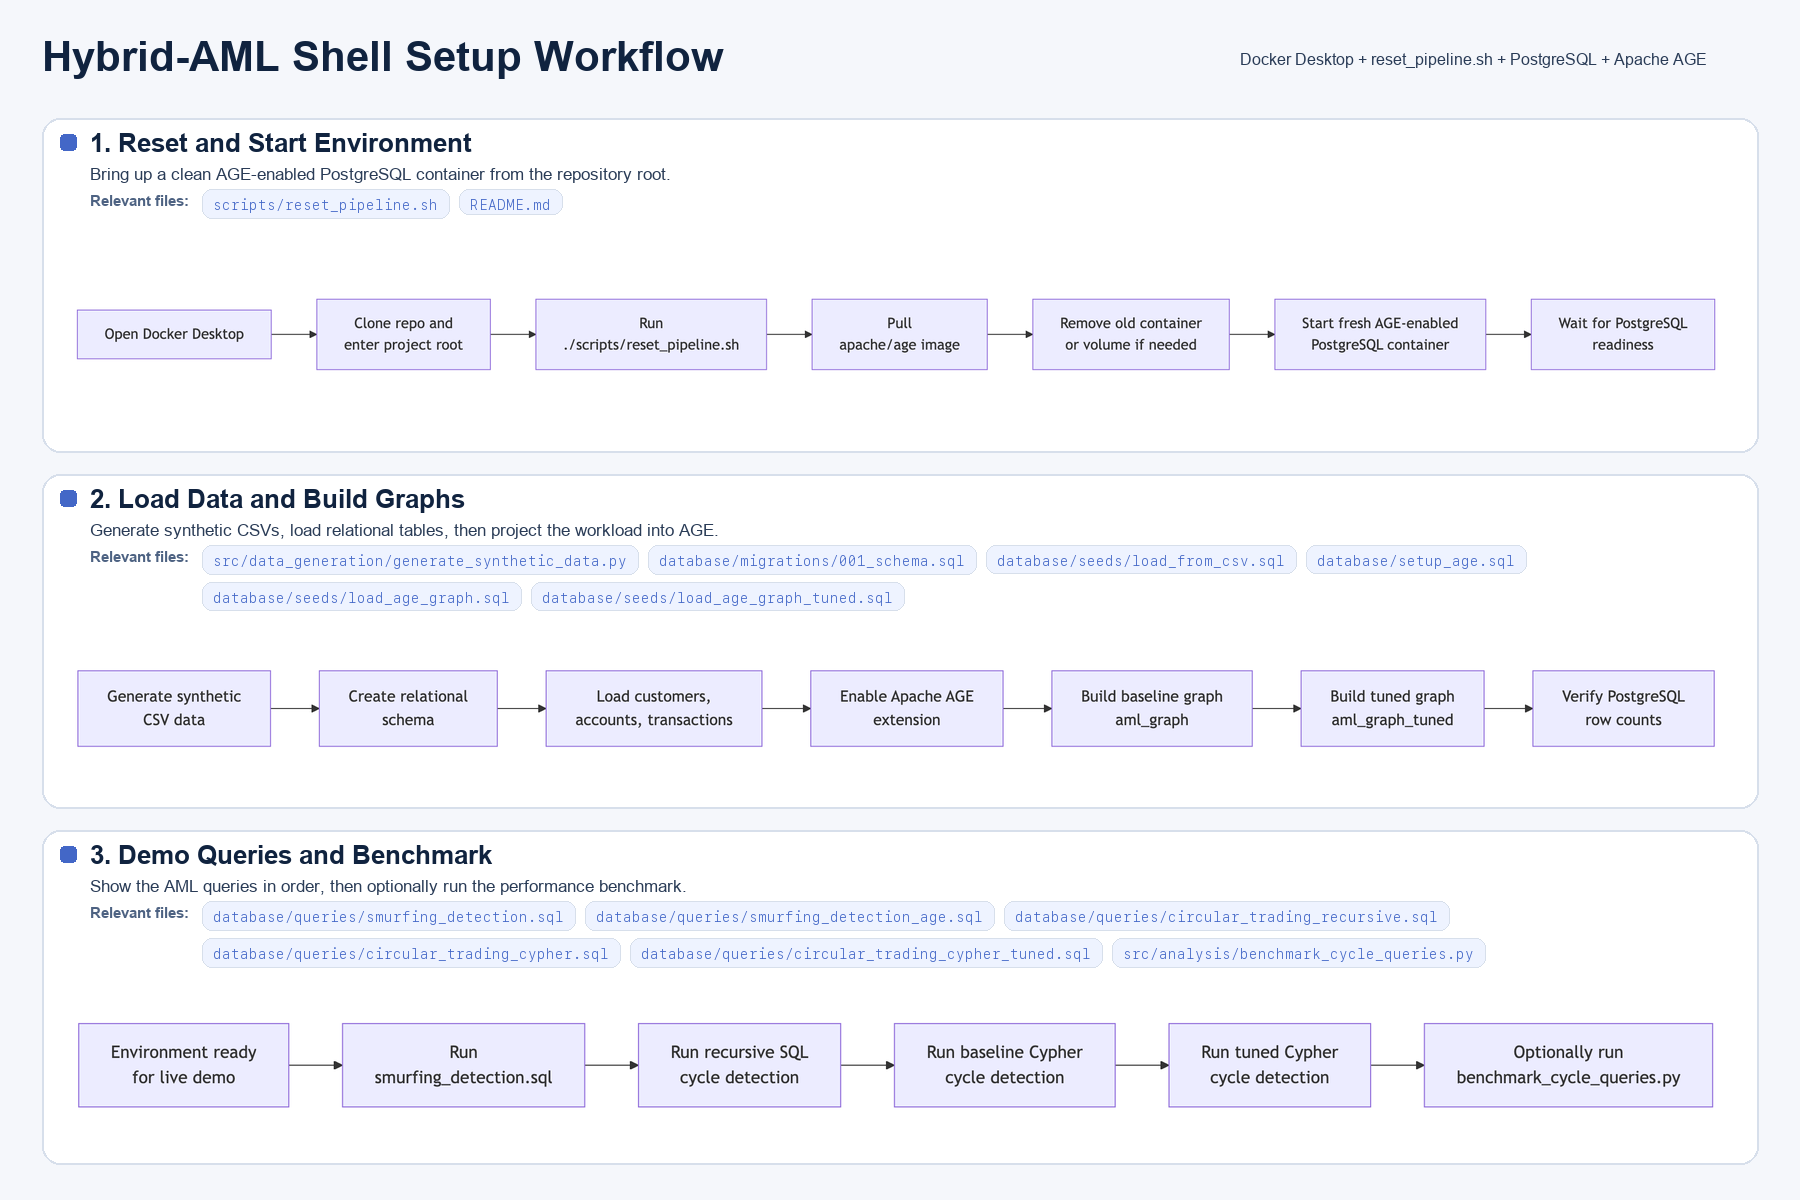 Hybrid-AML Shell Setup Workflow
Docker Desktop + reset_pipeline.sh + PostgreSQL + Apache AGE
1. Reset and Start Environment
Bring up a clean AGE-enabled PostgreSQL container from the repository root.
Relevant files: scripts/reset_pipeline.sh README.md
Open Docker Desktop
Clone repo and
enter project root
Run
./scripts/reset_pipeline.sh
Pull
apache/age image
Remove old container
or volume if needed
Start fresh AGE-enabled
PostgreSQL container
Wait for PostgreSQL
readiness
2. Load Data and Build Graphs
Generate synthetic CSVs, load relational tables, then project the workload into AGE.
Relevant files: src/data_generation/generate_synthetic_data.py database/migrations/001_schema.sql database/seeds/load_from_csv.sql database/setup_age.sql
database/seeds/load_age_graph.sql database/seeds/load_age_graph_tuned.sql
Generate synthetic
CSV data
Create relational
schema
Load customers,
accounts, transactions
Enable Apache AGE
extension
Build baseline graph
aml_graph
Build tuned graph
aml_graph_tuned
Verify PostgreSQL
row counts
3. Demo Queries and Benchmark
Show the AML queries in order, then optionally run the performance benchmark.
Relevant files: database/queries/smurfing_detection.sql database/queries/smurfing_detection_age.sql database/queries/circular_trading_recursive.sql
database/queries/circular_trading_cypher.sql database/queries/circular_trading_cypher_tuned.sql src/analysis/benchmark_cycle_queries.py
Environment ready
for live demo
Run
smurfing_detection.sql
Run recursive SQL
cycle detection
Run baseline Cypher
cycle detection
Run tuned Cypher
cycle detection
Optionally run
benchmark_cycle_queries.py